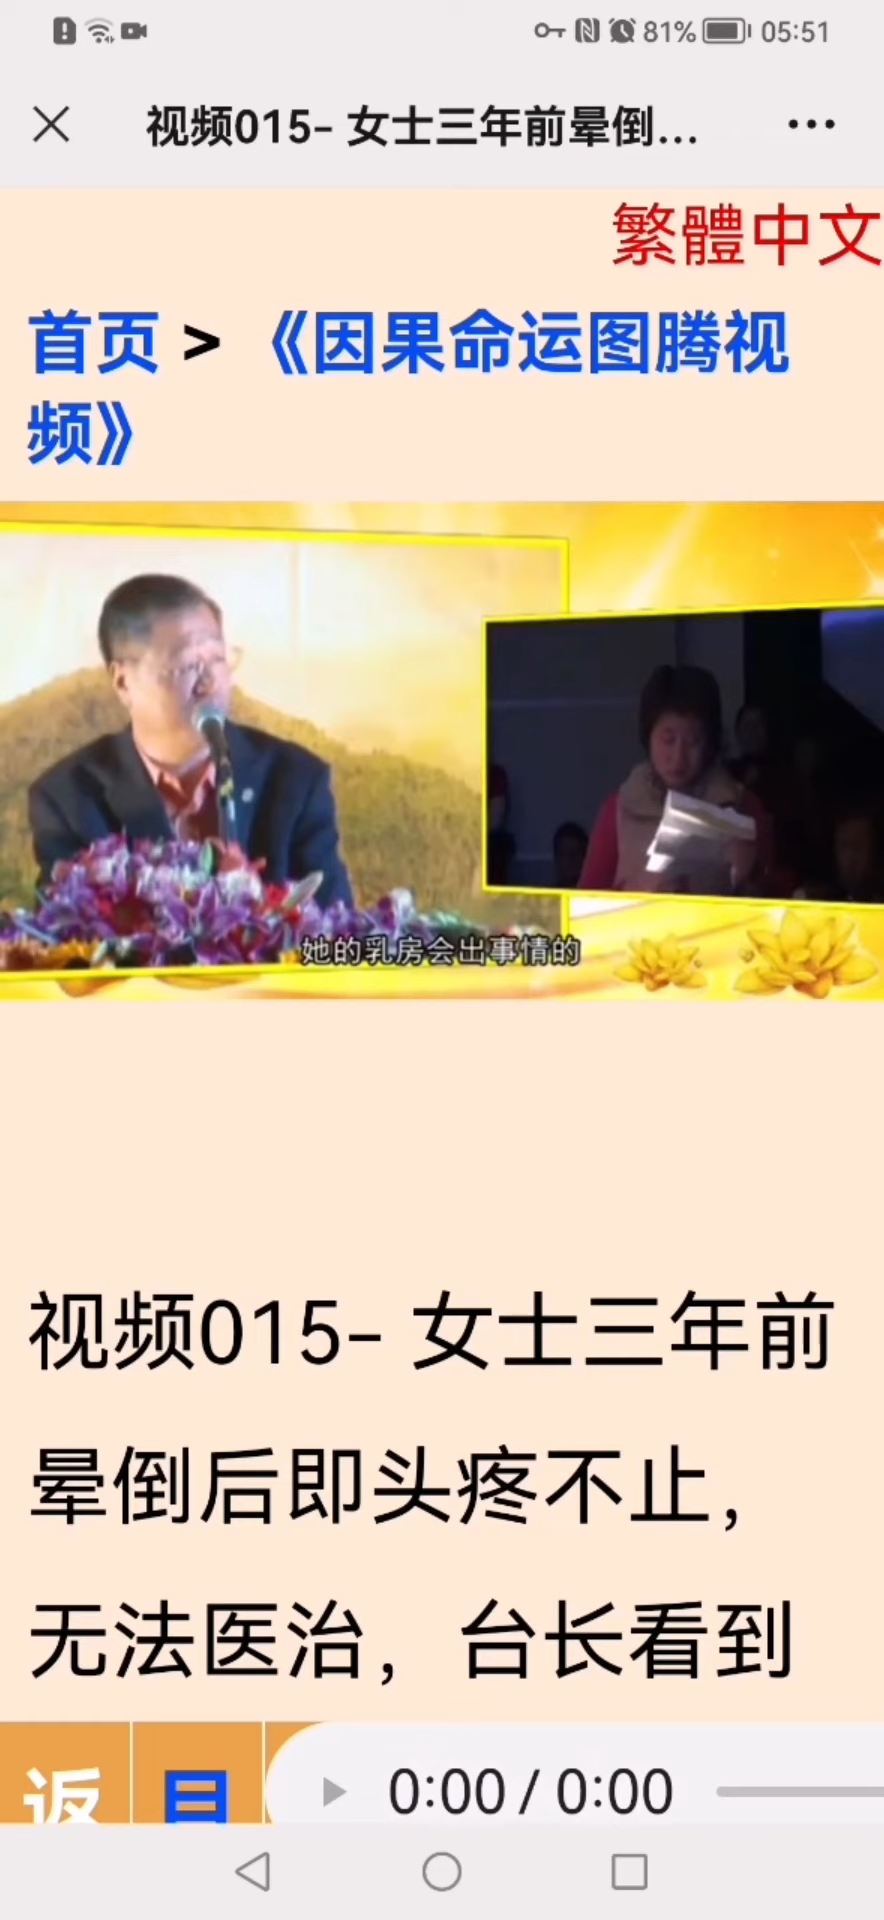 81% 05:51
视频015- 女士三年前晕倒...
繁體中文
首页 > 《因果命运图腾视
频》
她的乳房会出事情的
视频015- 女士三年前
晕倒后即头疼不止，
无法医治，台长看到
返 目 0:00 / 0:00